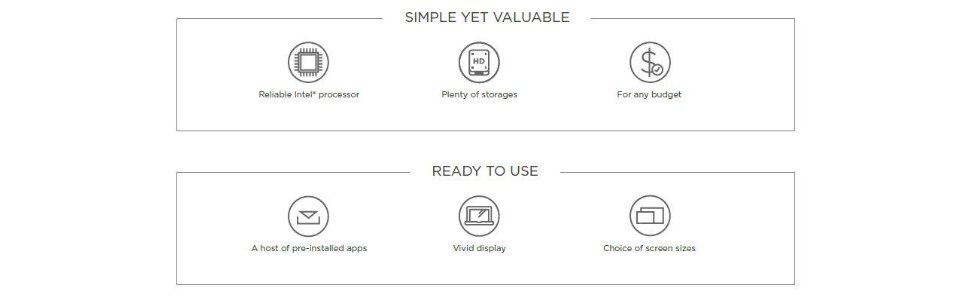 SIMPLE YET VALUABLE
HD
Reliable Intel® processor
Plenty of storages
For any budget
READY TO USE
A host of pre-installed apps
Vivid display
Choice of screen sizes